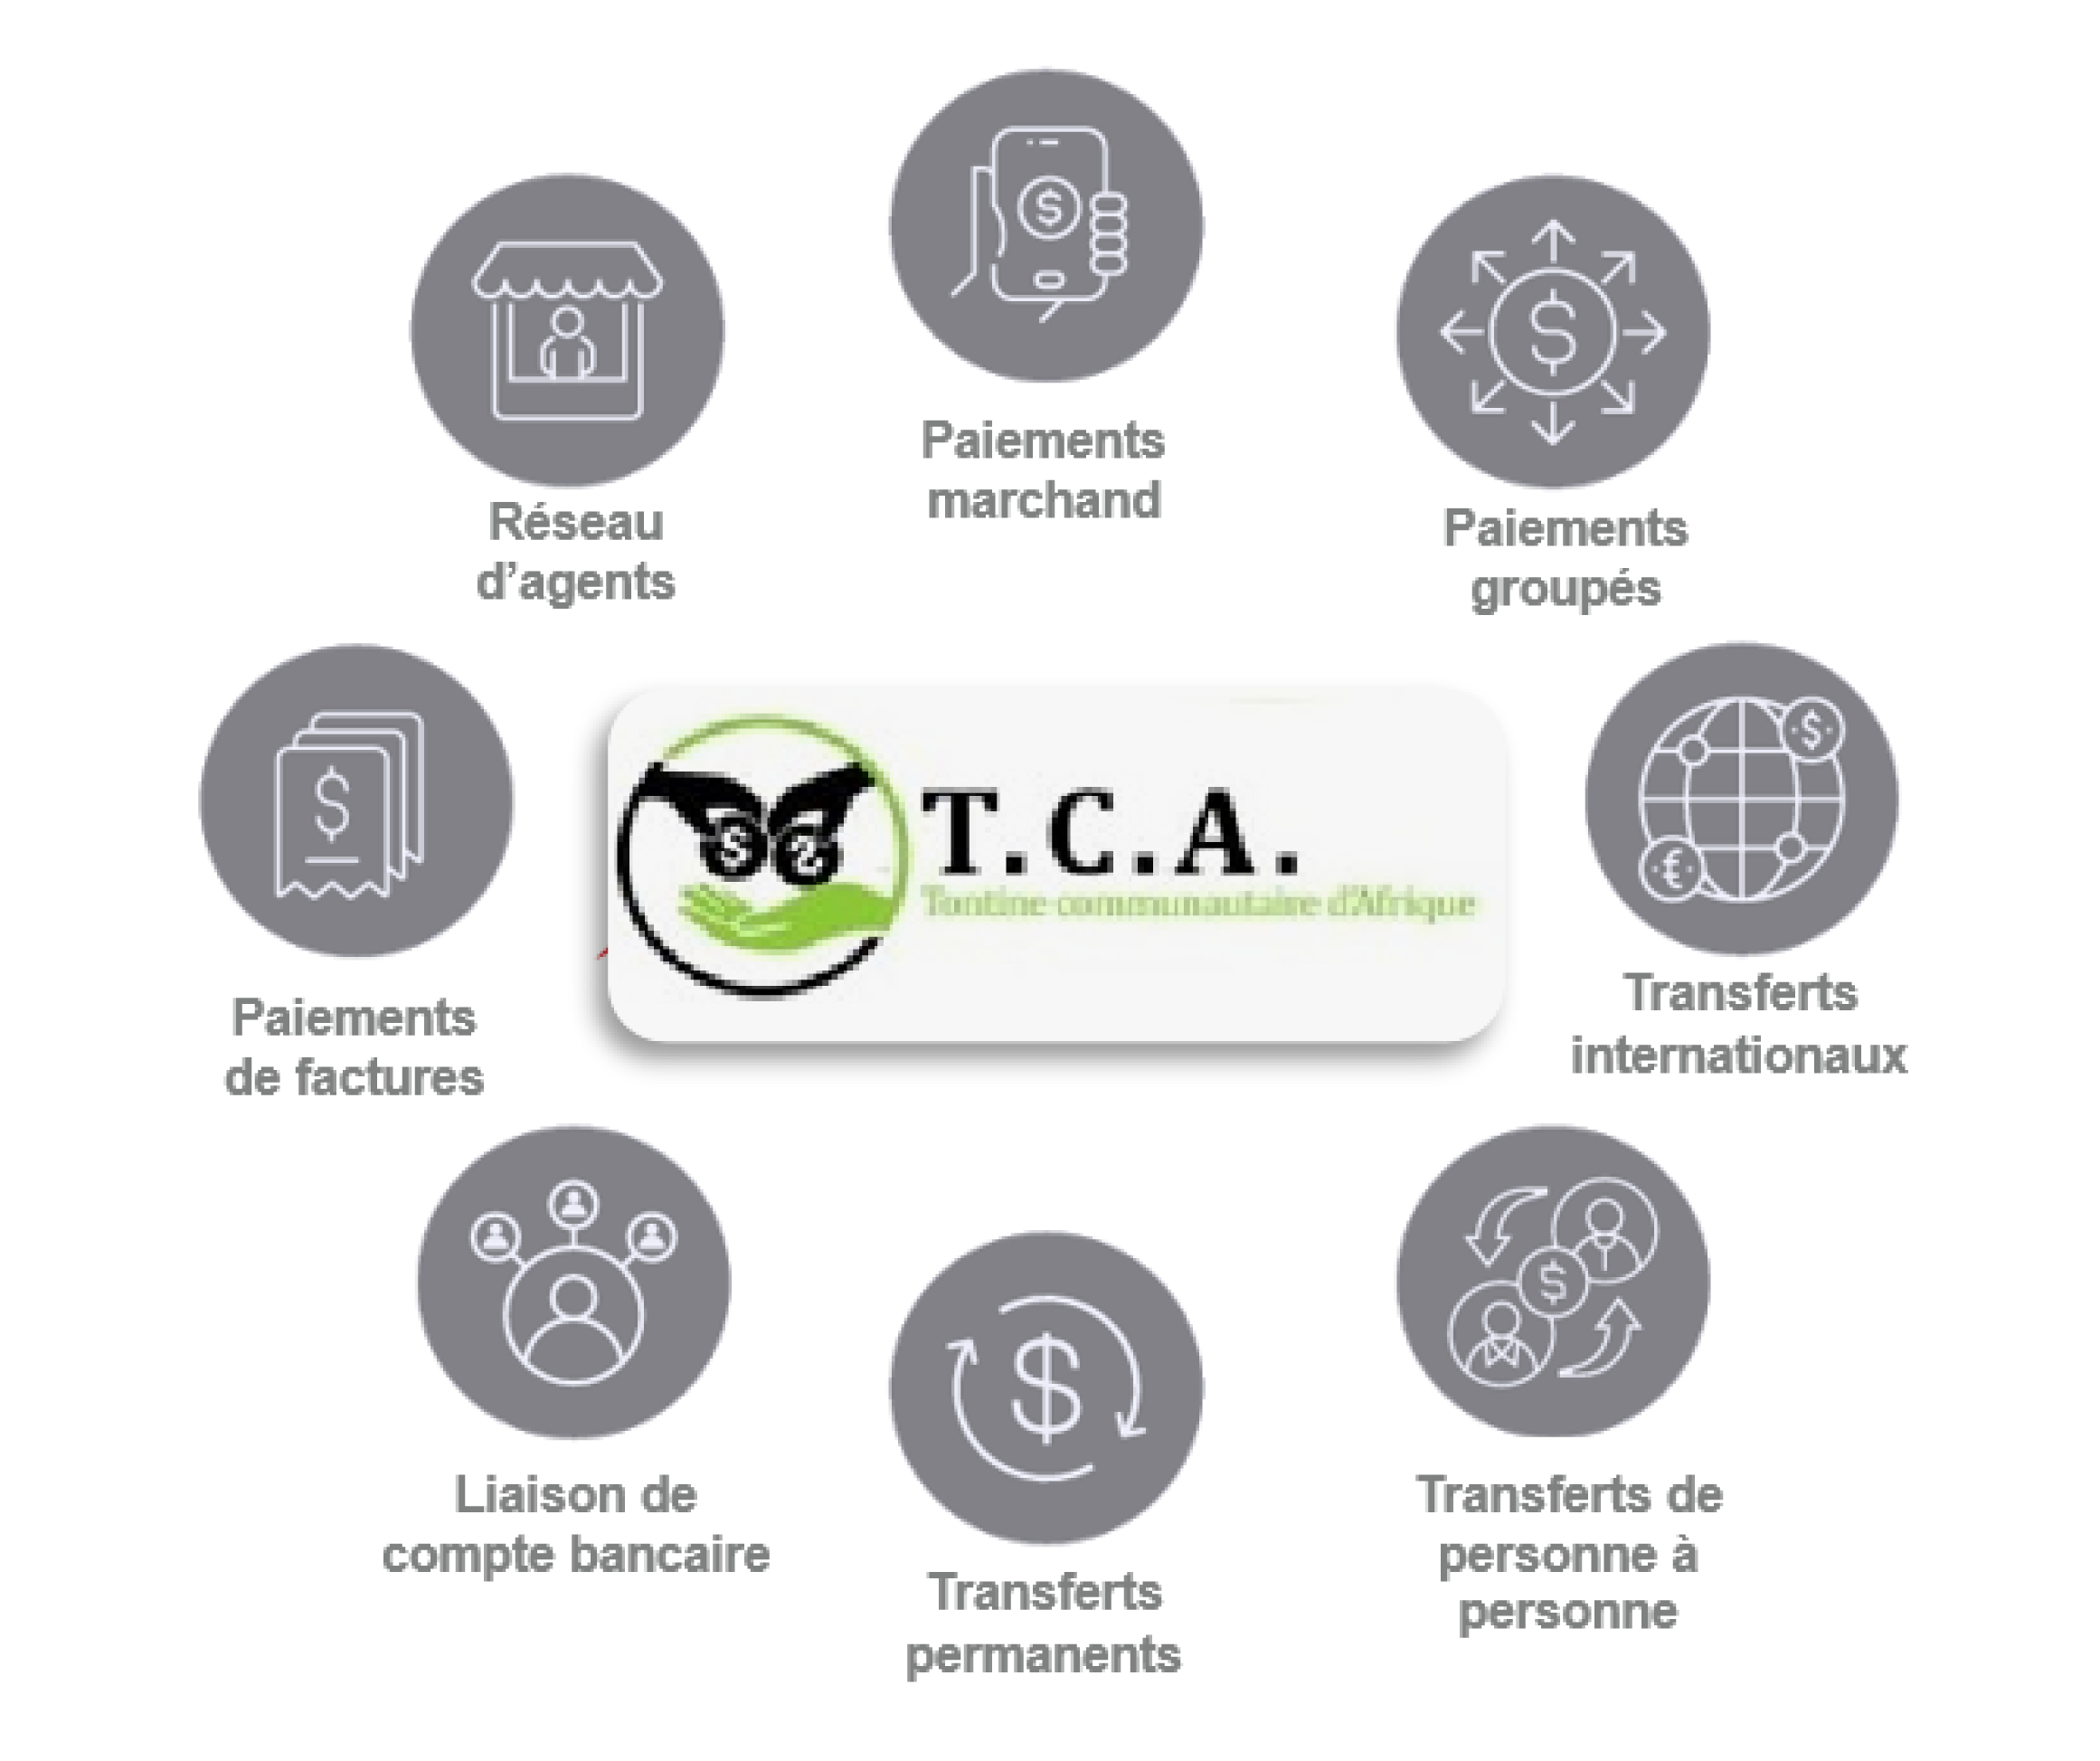 Paiements
marchand
Réseau
d’agents
Paiements
groupés
T.C.A.
Tontine communautaire d'Afrique
Paiements
de factures
Transferts
internationaux
Liaison de
compte bancaire
Transferts
permanents
Transferts de
personne à
personne